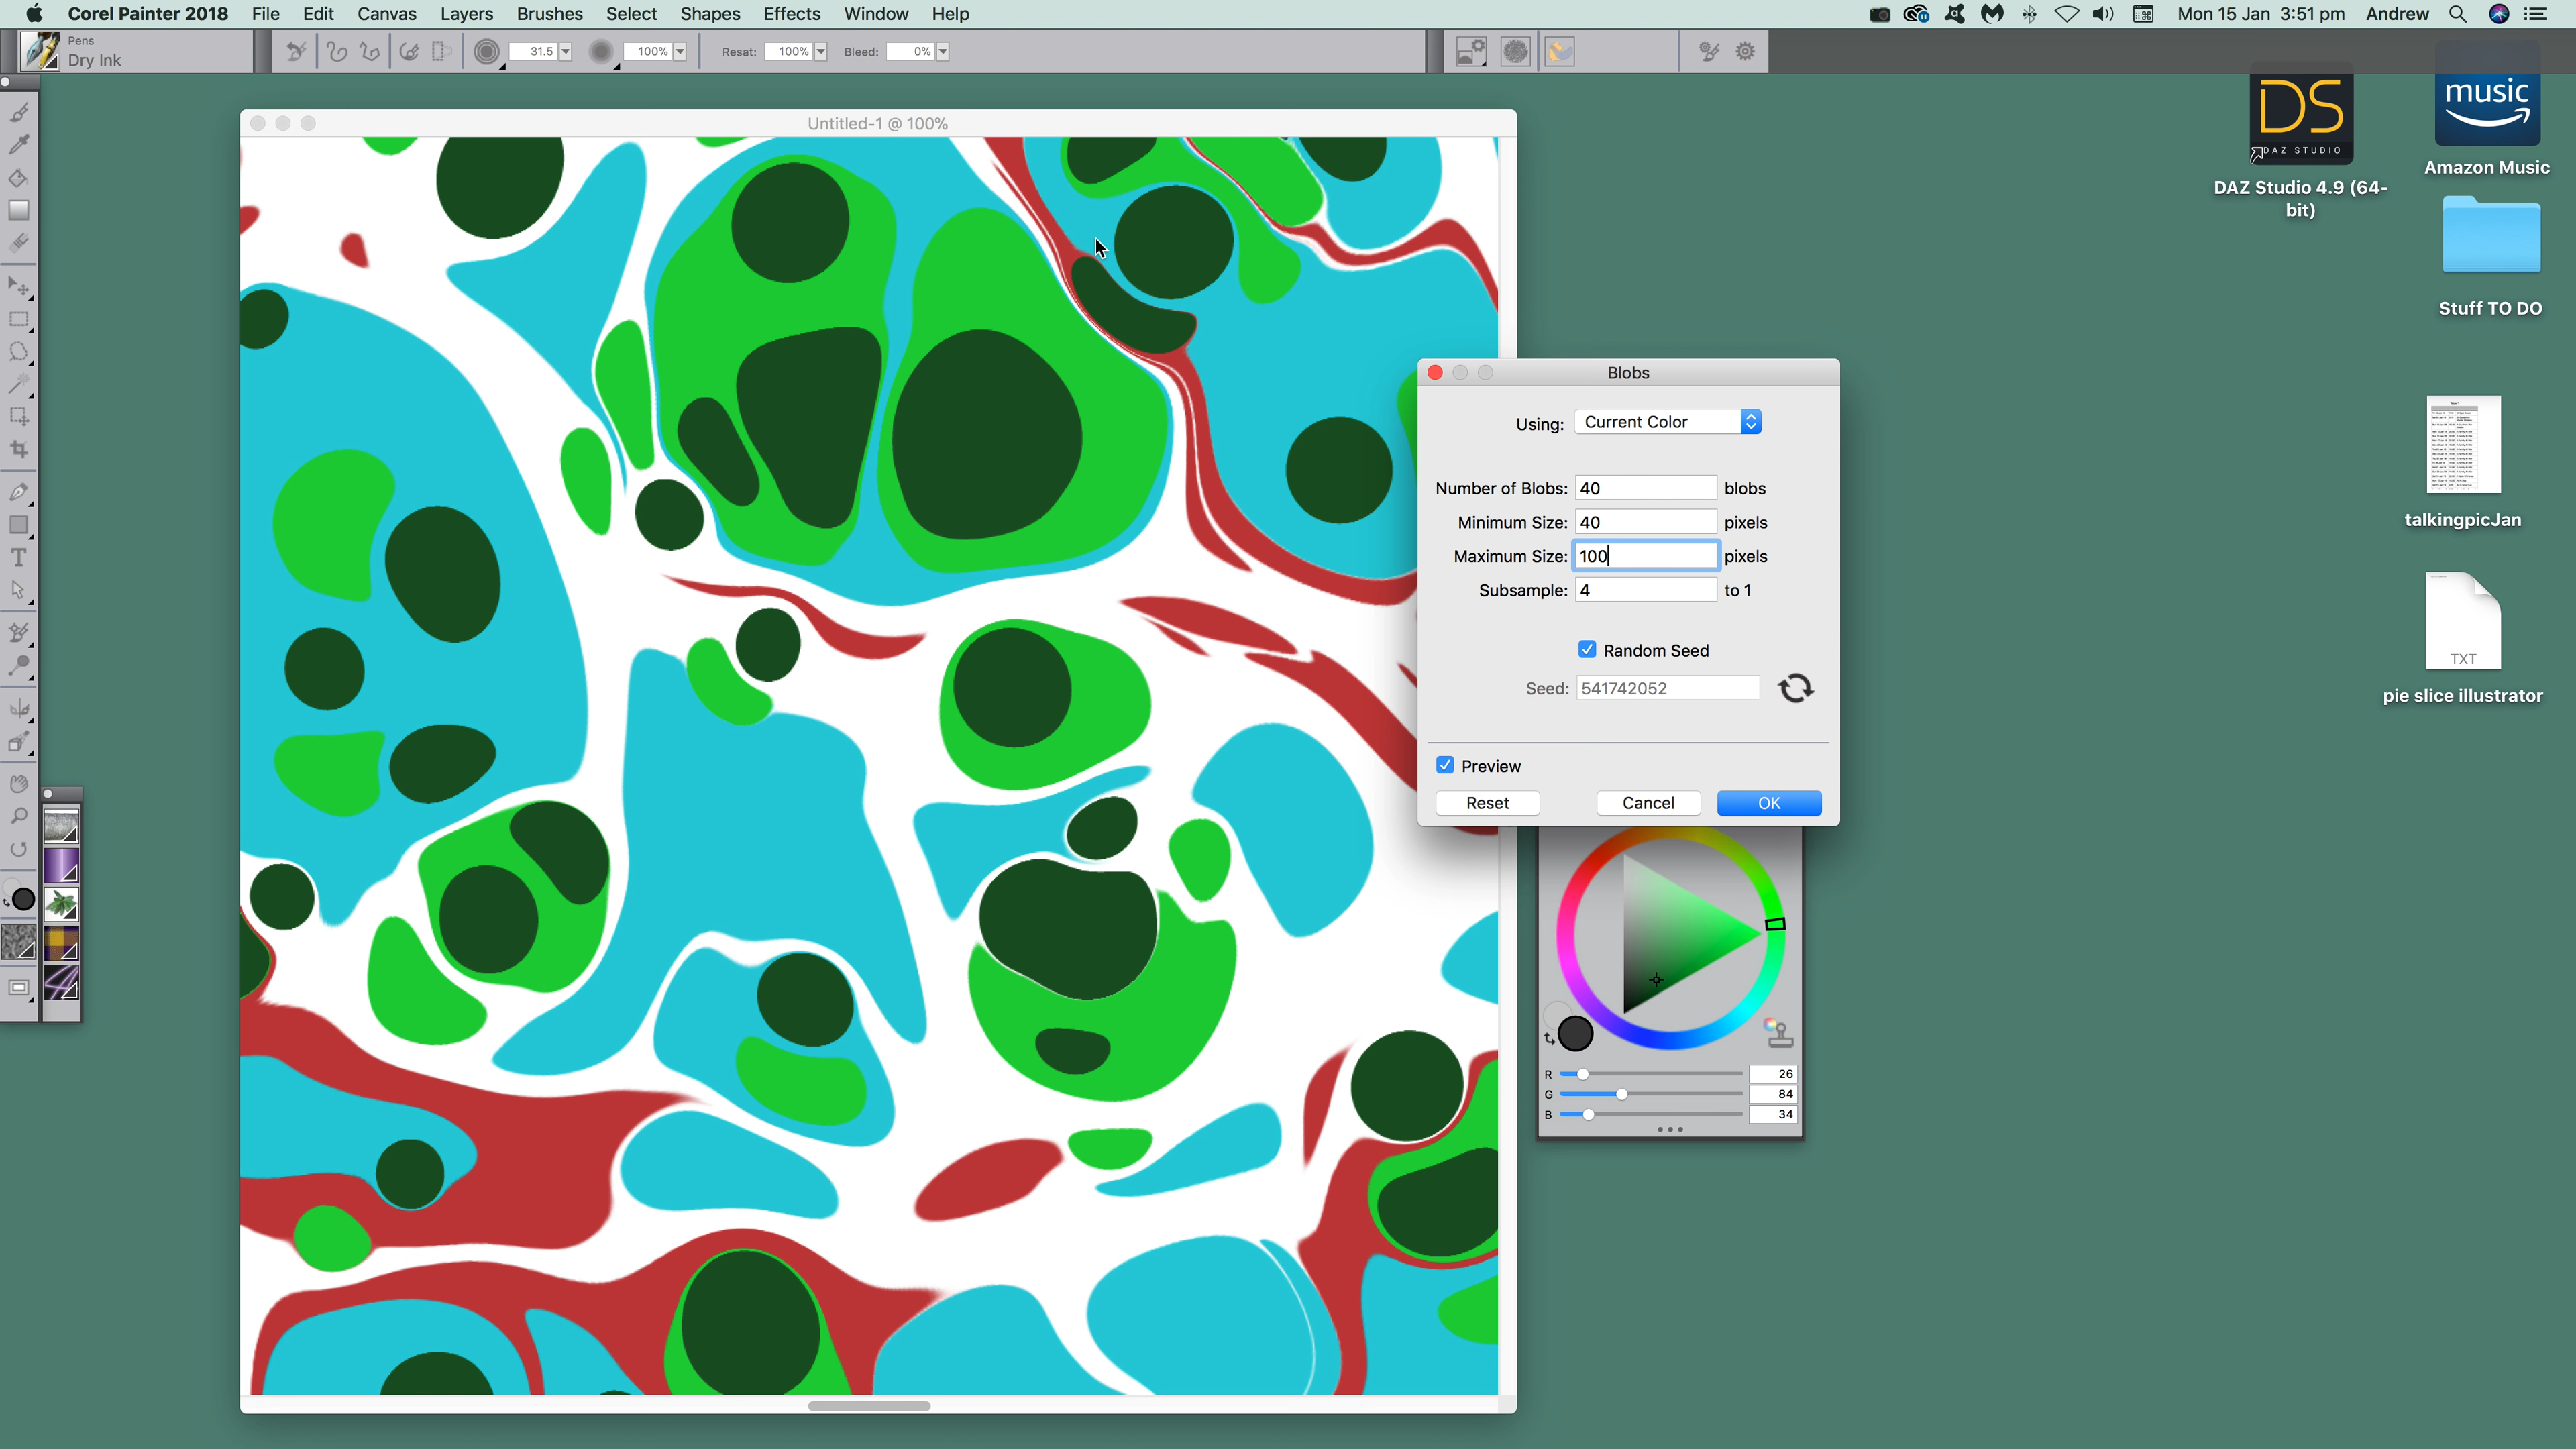 Corel Painter 2018 File Edit Canvas Layers Brushes Select Shapes Effects Window Help Mon 15 Jan 3:51 pm Andrew
Pens
Dry Ink
31.5 100% Resat: 100% Bleed: 0%
Untitled-1 @ 100%
DS
DAZ STUDIO
DAZ Studio 4.9 (64-
bit)
music
Amazon Music
Stuff TO DO
talkingpicJan
TXT
pie slice illustrator
Blobs
Using: Current Color
Number of Blobs: 40 blobs
Minimum Size: 40 pixels
Maximum Size: 100 pixels
Subsample: 4 to 1
Random Seed
Seed: 541742052
Preview
Reset Cancel OK
R 26
G 84
B 34
T